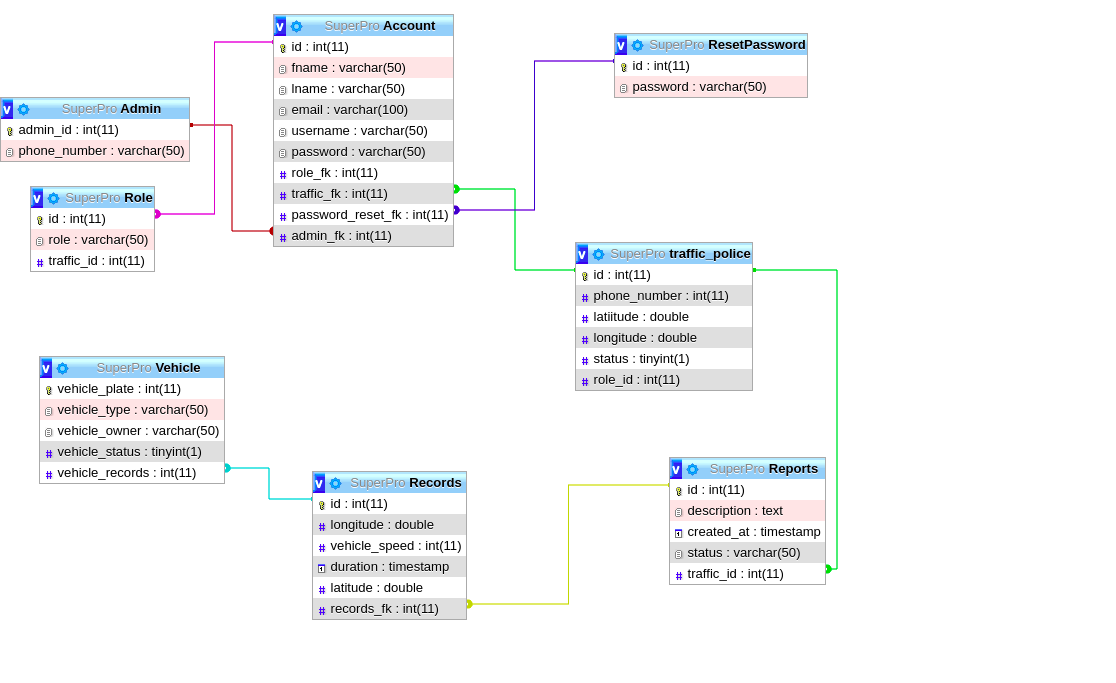 SuperPro Account
id : int(11)
fname : varchar(50)
lname : varchar(50)
email : varchar(100)
username : varchar(50)
password : varchar(50)
role_fk : int(11)
traffic_fk : int(11)
password_reset_fk : int(11)
admin_fk : int(11)
SuperPro ResetPassword
id : int(11)
password : varchar(50)
SuperPro Admin
admin_id : int(11)
phone_number : varchar(50)
SuperPro Role
id : int(11)
role : varchar(50)
traffic_id : int(11)
SuperPro traffic_police
id : int(11)
phone_number : int(11)
latiitude : double
longitude : double
status : tinyint(1)
role_id : int(11)
SuperPro Vehicle
vehicle_plate : int(11)
vehicle_type : varchar(50)
vehicle_owner : varchar(50)
vehicle_status : tinyint(1)
vehicle_records : int(11)
SuperPro Records
id : int(11)
longitude : double
vehicle_speed : int(11)
duration : timestamp
latitude : double
records_fk : int(11)
SuperPro Reports
id : int(11)
description : text
created_at : timestamp
status : varchar(50)
traffic_id : int(11)